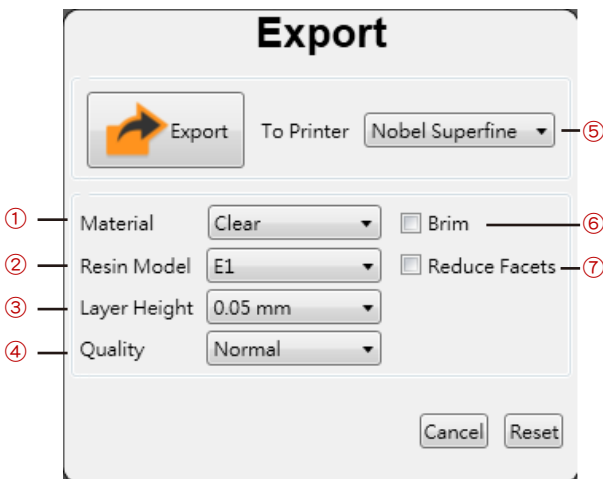 Export
Export To Printer Nobel Superfine ⑤
① Material Clear Brim ⑥
② Resin Model E1 Reduce Facets ⑦
③ Layer Height 0.05 mm
④ Quality Normal
Cancel Reset